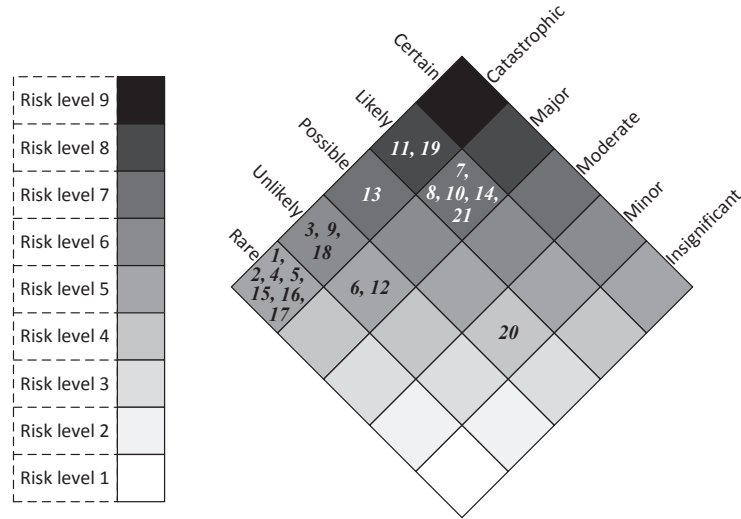 Risk level 9
Risk level 8
Risk level 7
Risk level 6
Risk level 5
Risk level 4
Risk level 3
Risk level 2
Risk level 1
Certain
Likely
Possible
Unlikely
Rare
Catastrophic
Major
Moderate
Minor
Insignificant
11, 19
7,
8, 10, 14,
21
13
3, 9,
18
1,
2, 4, 5,
15, 16,
17
6, 12
20